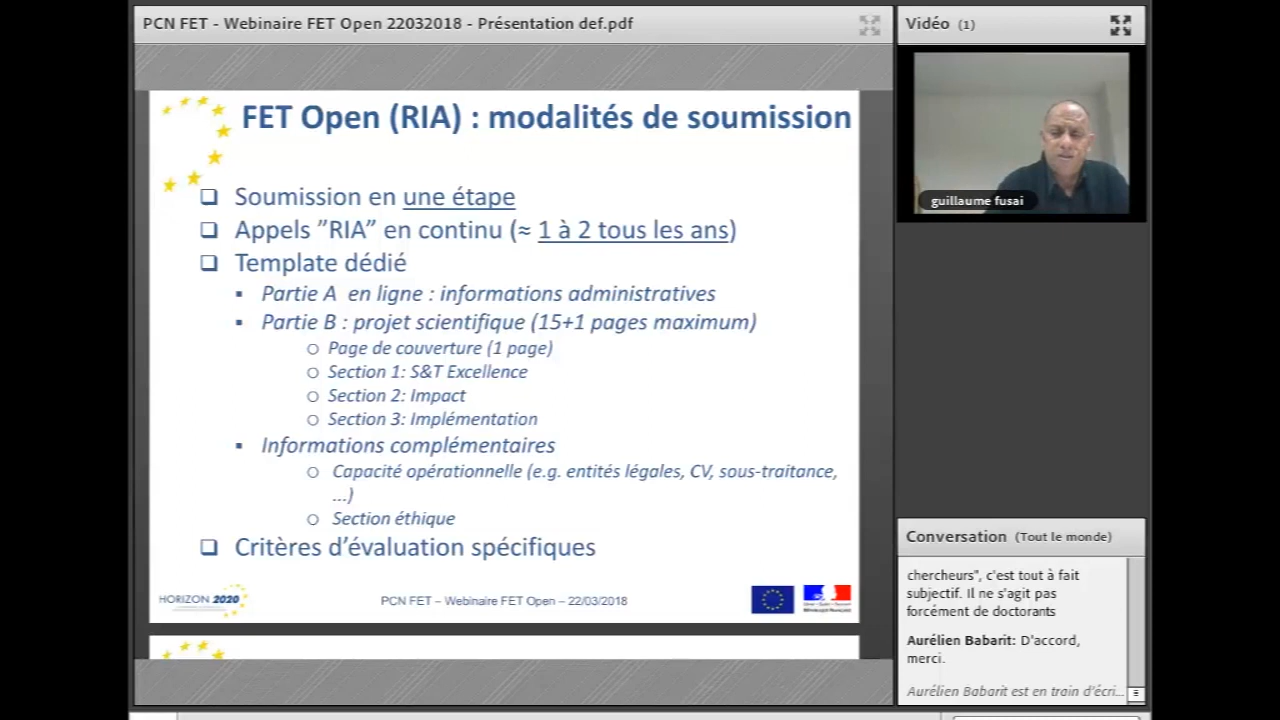 PCN FET - Webinaire FET Open 22032018 - Présentation def.pdf
FET Open (RIA) : modalités de soumission
Soumission en une étape
Appels ”RIA” en continu (≈ 1 à 2 tous les ans)
Template dédié
Partie A en ligne : informations administratives
Partie B : projet scientifique (15+1 pages maximum)
Page de couverture (1 page)
Section 1: S&T Excellence
Section 2: Impact
Section 3: Implémentation
Informations complémentaires
Capacité opérationnelle (e.g. entités légales, CV, sous-traitance,
...)
Section éthique
Critères d’évaluation spécifiques
HORIZON 2020
PCN FET – Webinaire FET Open – 22/03/2018
Vidéo (1)
guillaume fusai
Conversation (Tout le monde)
chercheurs", c'est tout à fait
subjectif. Il ne s'agit pas
forcément de doctorants
Aurélien Babarit: D'accord,
merci.
Aurélien Babarit est en train d'écri...